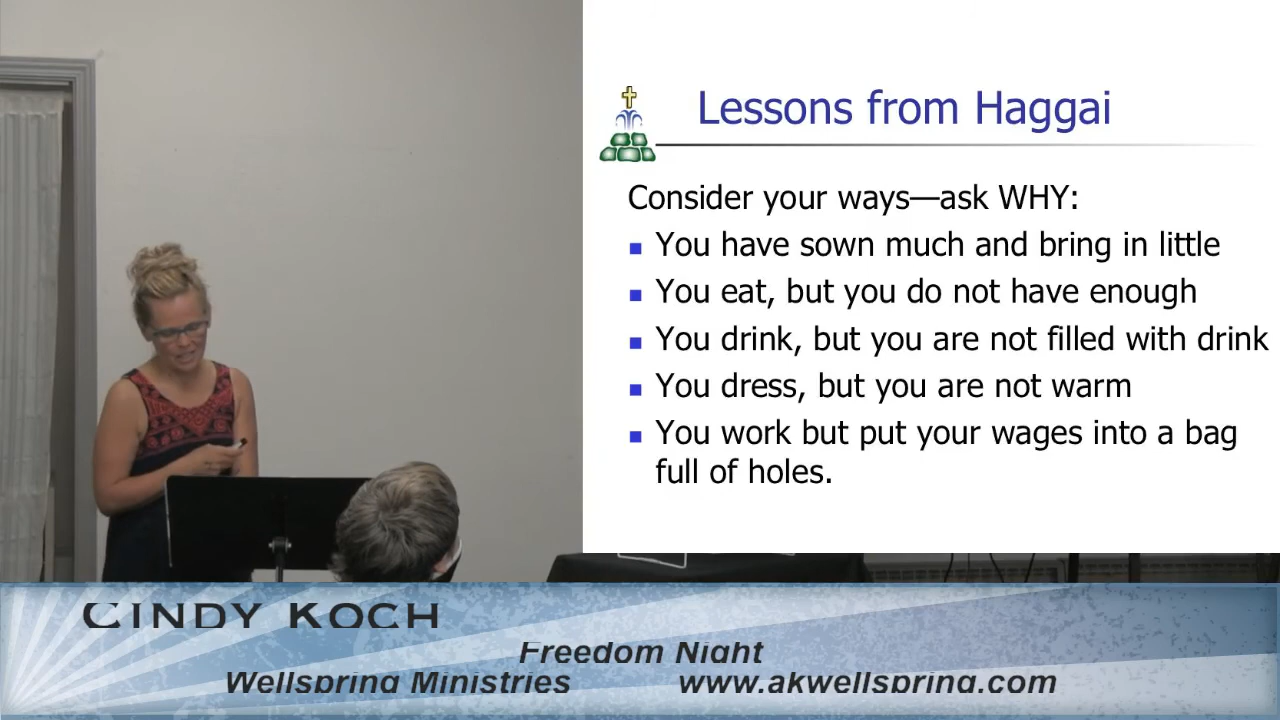 Lessons from Haggai
Consider your ways—ask WHY:
You have sown much and bring in little
You eat, but you do not have enough
You drink, but you are not filled with drink
You dress, but you are not warm
You work but put your wages into a bag
full of holes.
CINDY KOCH
Freedom Night
Wellspring Ministries www.akwellspring.com